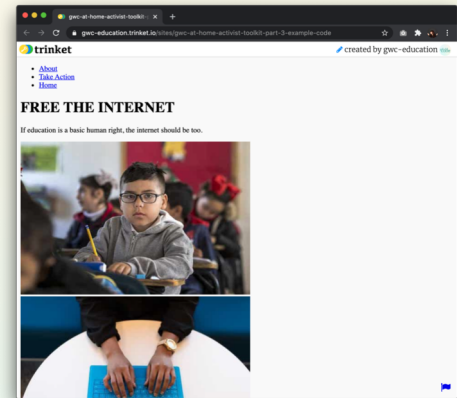 gwc-at-home-activist-toolkit-p
gwc-education.trinket.io/sites/gwc-at-home-activist-toolkit-part-3-example-code
trinket
created by gwc-education
About
Take Action
Home
FREE THE INTERNET
If education is a basic human right, the internet should be too.